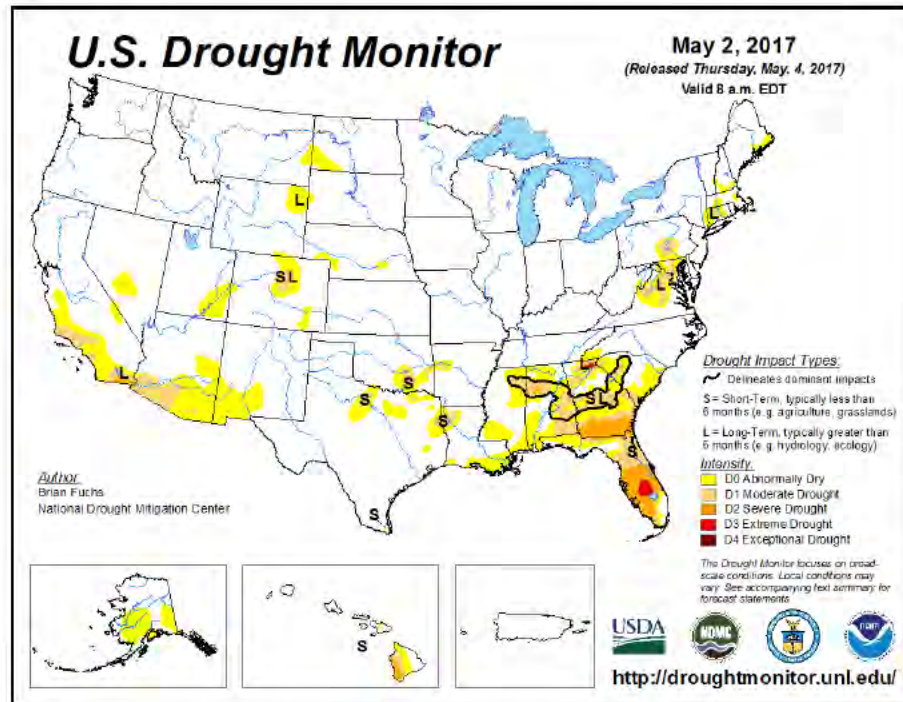 U.S. Drought Monitor
May 2, 2017
(Released Thursday, May. 4, 2017)
Valid 8 a.m. EDT
L
L
S L
L
L
S
S
S
S L
S
S
Drought Impact Types:
Delineates dominant impacts
S = Short-Term, typically less than
6 months (e.g. agriculture, grasslands)
L = Long-Term, typically greater than
6 months (e.g. hydrology, ecology)
Intensity:
D0 Abnormally Dry
D1 Moderate Drought
D2 Severe Drought
D3 Extreme Drought
D4 Exceptional Drought
Author:
Brian Fuchs
National Drought Mitigation Center
The Drought Monitor focuses on broad-
scale conditions. Local conditions may
vary. See accompanying text summary for
forecast statements.
S
USDA
NDMC
http://droughtmonitor.unl.edu/